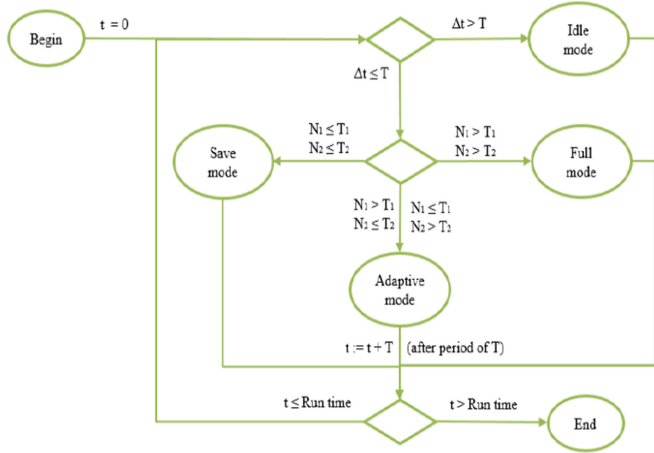 Begin
t = 0
Δt > T
Idle
mode
Δt ≤ T
Save
mode
N₁ ≤ T₁
N₂ ≤ T₂
N₁ > T₁
N₂ > T₂
Full
mode
N₁ > T₁
N₂ ≤ T₂
N₁ ≤ T₁
N₂ > T₂
Adaptive
mode
t := t + T (after period of T)
t ≤ Run time
t > Run time
End